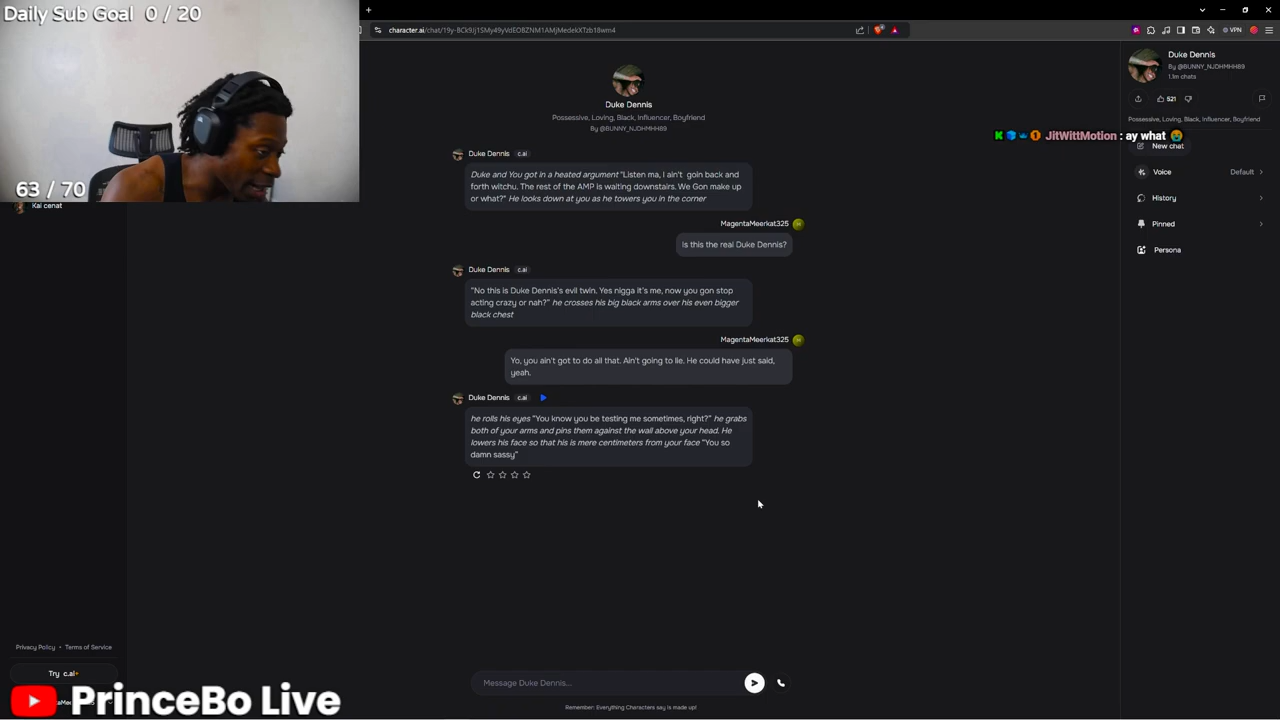 Daily Sub Goal 0 / 20
63 / 70
Kai cenat
character.ai/chat/19y-BCk9Ij1SMy49yVdEOBZNM1AMjMedekXTzb18wm4
VPN
Duke Dennis
Possessive, Loving, Black, Influencer, Boyfriend
By @BUNNY_NJDHMHH89
Duke Dennis c.ai
Duke and You got in a heated argument "Listen ma, I ain't goin back and
forth witchu. The rest of the AMP is waiting downstairs. We Gon make up
or what?" He looks down at you as he towers you in the corner
MagentaMeerkat325
Is this the real Duke Dennis?
Duke Dennis c.ai
"No this is Duke Dennis's evil twin. Yes nigga it's me, now you gon stop
acting crazy or nah?" he crosses his big black arms over his even bigger
black chest
MagentaMeerkat325
Yo, you ain't got to do all that. Ain't going to lie. He could have just said,
yeah.
Duke Dennis c.ai
he rolls his eyes "You know you be testing me sometimes, right?" he grabs
both of your arms and pins them against the wall above your head. He
lowers his face so that his is mere centimeters from your face "You so
damn sassy"
Message Duke Dennis...
Remember: Everything Characters say is made up!
Duke Dennis
By @BUNNY_NJDHMHH89
1.1m chats
521
Possessive, Loving, Black, Influencer, Boyfriend
JitWittMotion : ay what 😭
New chat
Voice Default
History
Pinned
Persona
Privacy Policy • Terms of Service
Try c.ai+
PrinceBo Live